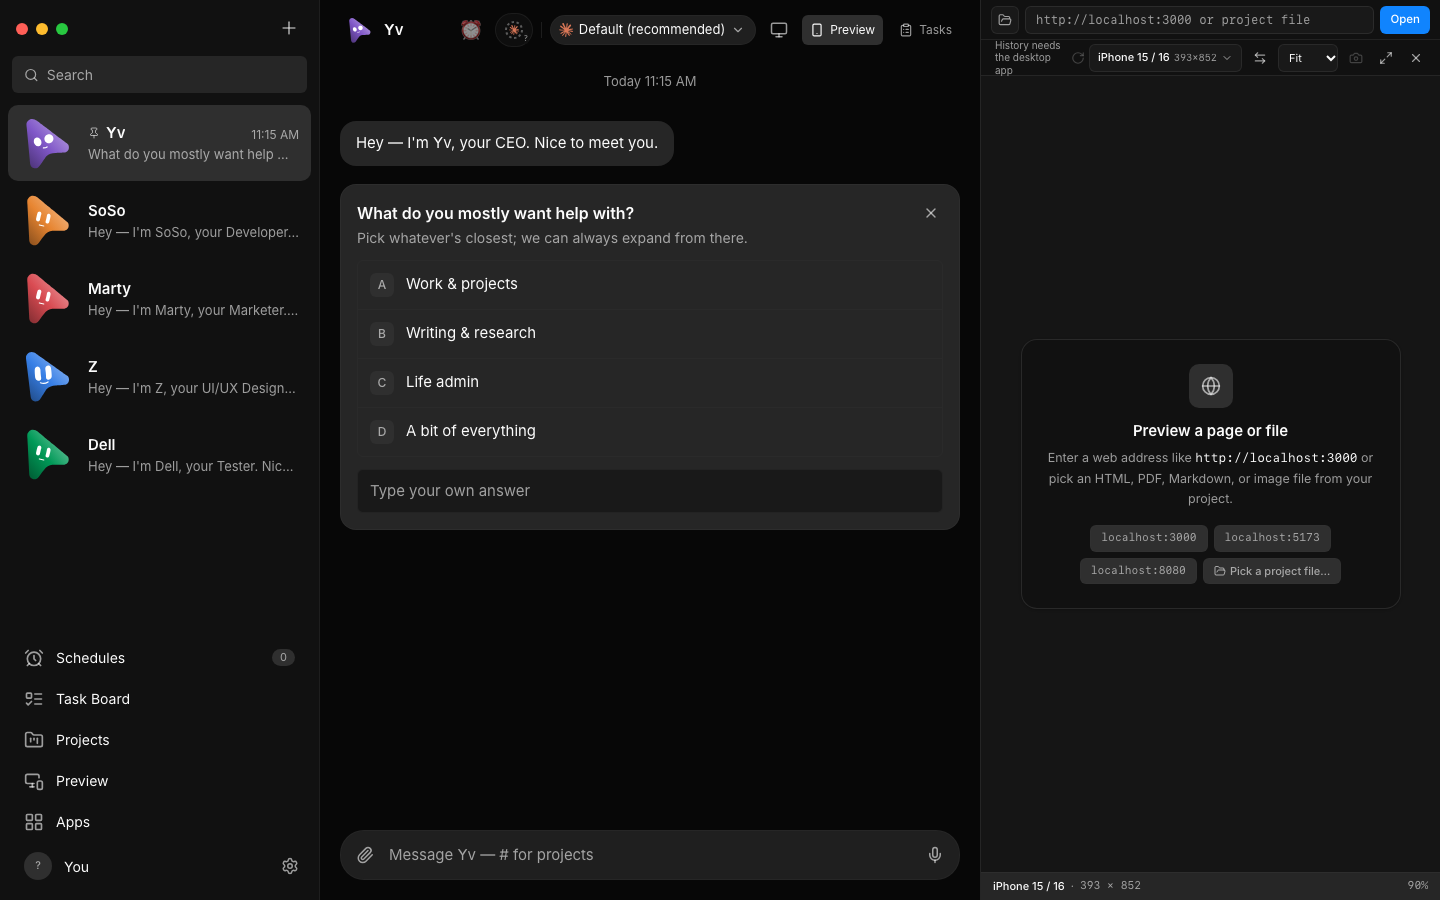 Search
Yv
11:15 AM
What do you mostly want help ...
SoSo
Hey — I'm SoSo, your Developer...
Marty
Hey — I'm Marty, your Marketer....
Z
Hey — I'm Z, your UI/UX Design...
Dell
Hey — I'm Dell, your Tester. Nic...
Schedules
0
Task Board
Projects
Preview
Apps
?
You
Yv
?
Default (recommended)
Preview
Tasks
Today 11:15 AM
Hey — I'm Yv, your CEO. Nice to meet you.
What do you mostly want help with?
Pick whatever's closest; we can always expand from there.
A
Work & projects
B
Writing & research
C
Life admin
D
A bit of everything
Type your own answer
Message Yv — # for projects
http://localhost:3000 or project file
Open
History needs
the desktop
app
iPhone 15 / 16 393×852
Fit
Preview a page or file
Enter a web address like http://localhost:3000 or
pick an HTML, PDF, Markdown, or image file from your
project.
localhost:3000
localhost:5173
localhost:8080
Pick a project file...
iPhone 15 / 16 · 393 × 852
90%